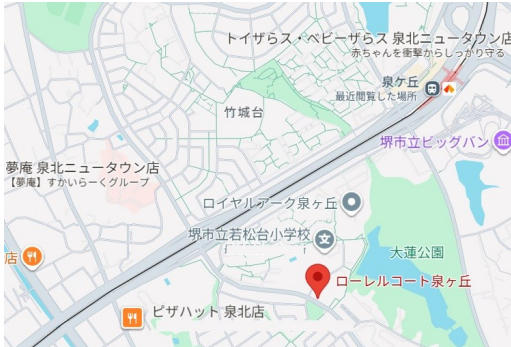 トイザらス・ベビーザらス 泉北ニュータウン店
赤ちゃんを衝撃からしっかり守る
泉ケ丘
最近閲覧した場所
竹城台
堺市立ビッグバン
夢庵 泉北ニュータウン店
【夢庵】すかいらーくグループ
ロイヤルアーク泉ヶ丘
堺市立若松台小学校
大蓮公園
店
ローレルコート泉ヶ丘
ピザハット 泉北店